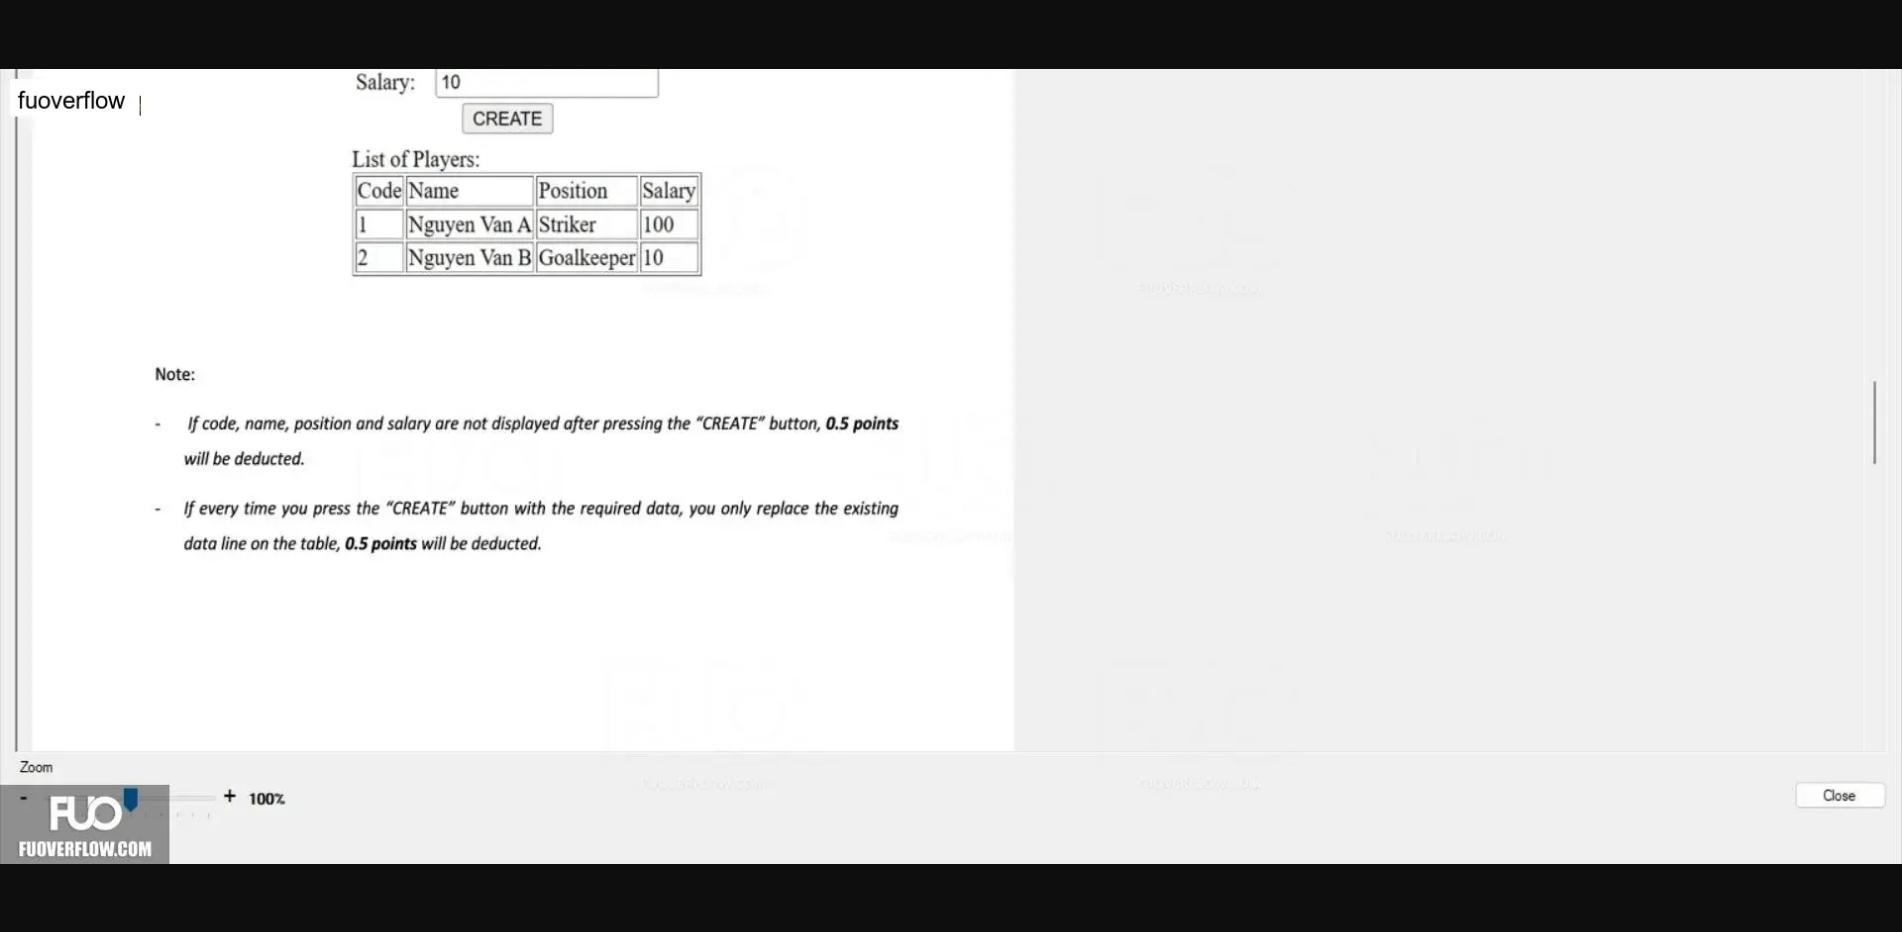 Salary: 10
fuoverflow |
CREATE
List of Players:
Code Name Position Salary
1 Nguyen Van A Striker 100
2 Nguyen Van B Goalkeeper 10
Note:
- If code, name, position and salary are not displayed after pressing the “CREATE” button, 0.5 points
will be deducted.
- If every time you press the “CREATE” button with the required data, you only replace the existing
data line on the table, 0.5 points will be deducted.
Zoom
- + 100%
Close
FUO
FUOVERFLOW.COM